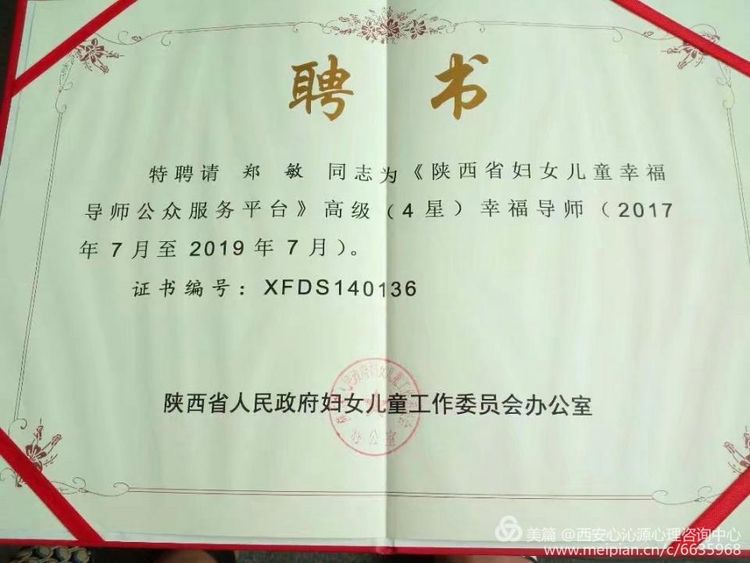 聘书
特聘请 郑 敏 同志为《陕西省妇女儿童幸福
导师公众服务平台》高级（4星）幸福导师（2017
年7月至2019年7月）。
证书编号：XFDS140136
陕西省人民政府妇女儿童工作委员会办公室
美篇 @西安心沁源心理咨询中心
www.meipian.cn/c/6635968